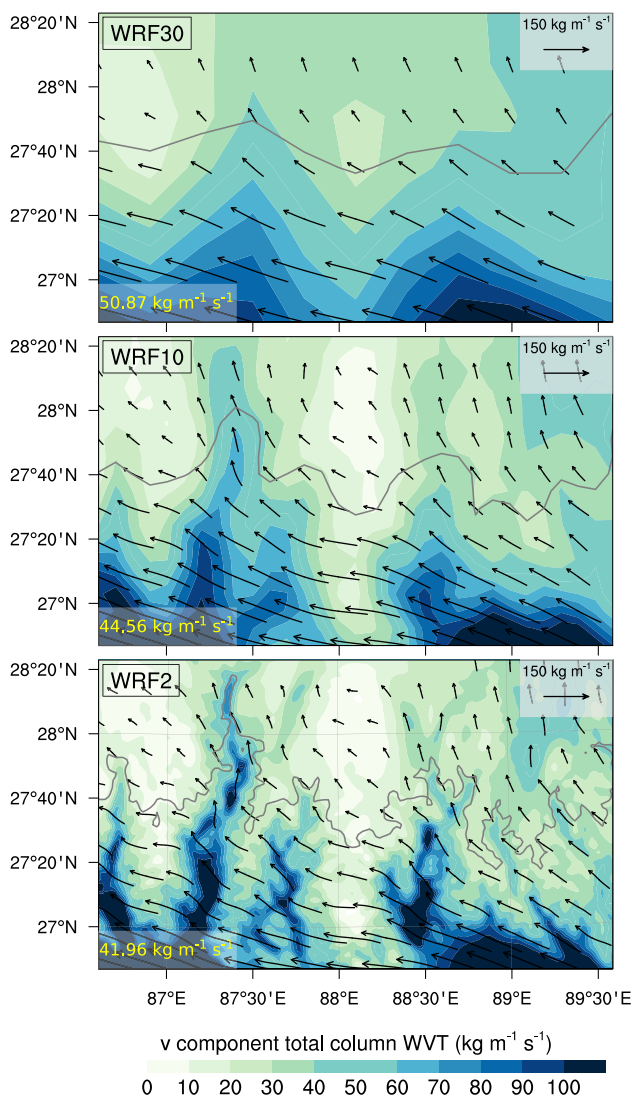 28°20'N
WRF30
150 kg m⁻¹ s⁻¹
28°N
27°40'N
27°20'N
27°N
50,87 kg m⁻¹ s⁻¹
28°20'N
WRF10
150 kg m⁻¹ s⁻¹
28°N
27°40'N
27°20'N
27°N
44,56 kg m⁻¹ s⁻¹
28°20'N
WRF2
150 kg m⁻¹ s⁻¹
28°N
27°40'N
27°20'N
27°N
41,96 kg m⁻¹ s⁻¹
87°E 87°30'E 88°E 88°30'E 89°E 89°30'E
v component total column WVT (kg m⁻¹ s⁻¹)
0 10 20 30 40 50 60 70 80 90 100